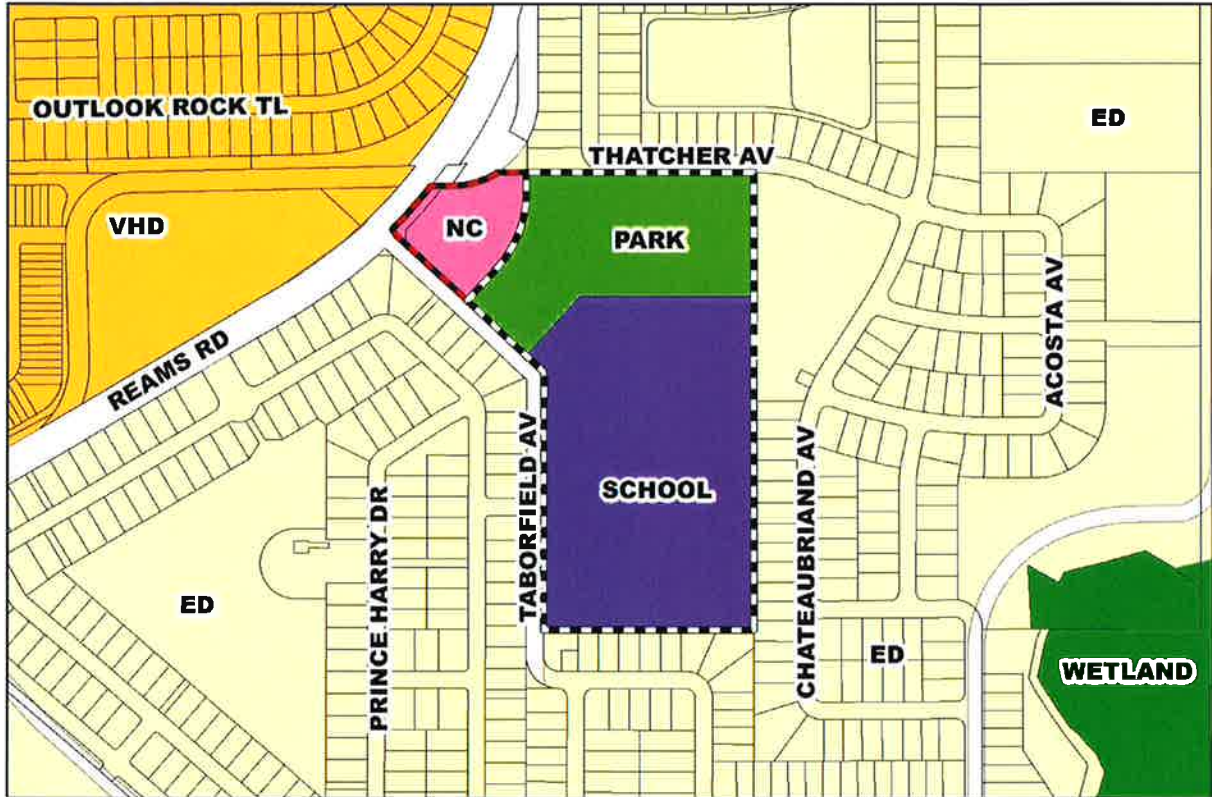 OUTLOOK ROCK TL
ED
THATCHER AV
VHD
NC
PARK
ACOSTA AV
REAMS RD
TABORFIELD AV
SCHOOL
CHATEAUBRIAND AV
PRINCE HARRY DR
ED
ED
WETLAND